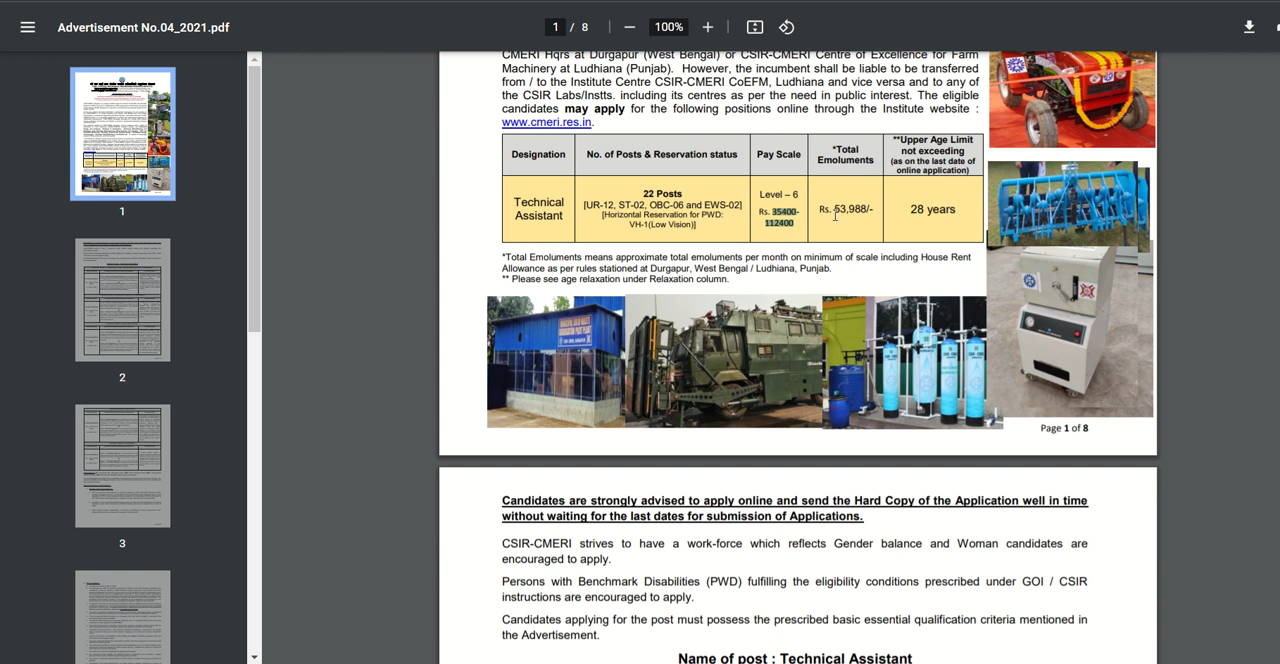 Advertisement No.04_2021.pdf
1 / 8
100%
CMERI Hqrs at Durgapur (West Bengal) or CSIR-CMERI Centre of Excellence for Farm
Machinery at Ludhiana (Punjab). However, the incumbent shall be liable to be transferred
from / to the Institute Centre CSIR-CMERI CoEFM, Ludhiana and vice versa and to any of
the CSIR Labs/Instts. including its centres as per the need in public interest. The eligible
candidates may apply for the following positions online through the Institute website :
www.cmeri.res.in.
Designation
No. of Posts & Reservation status
Pay Scale
*Total
Emoluments
**Upper Age Limit
not exceeding
(as on the last date of
online application)
Technical
Assistant
22 Posts
[UR-12, ST-02, OBC-06 and EWS-02]
[Horizontal Reservation for PWD:
VH-1(Low Vision)]
Level – 6
Rs. 35400-
112400
Rs. 53,988/-
28 years
*Total Emoluments means approximate total emoluments per month on minimum of scale including House Rent
Allowance as per rules stationed at Durgapur, West Bengal / Ludhiana, Punjab.
** Please see age relaxation under Relaxation column.
Page 1 of 8
Candidates are strongly advised to apply online and send the Hard Copy of the Application well in time
without waiting for the last dates for submission of Applications.
CSIR-CMERI strives to have a work-force which reflects Gender balance and Woman candidates are
encouraged to apply.
Persons with Benchmark Disabilities (PWD) fulfilling the eligibility conditions prescribed under GOI / CSIR
instructions are encouraged to apply.
Candidates applying for the post must possess the prescribed basic essential qualification criteria mentioned in
the Advertisement.
Name of post : Technical Assistant
1
2
3